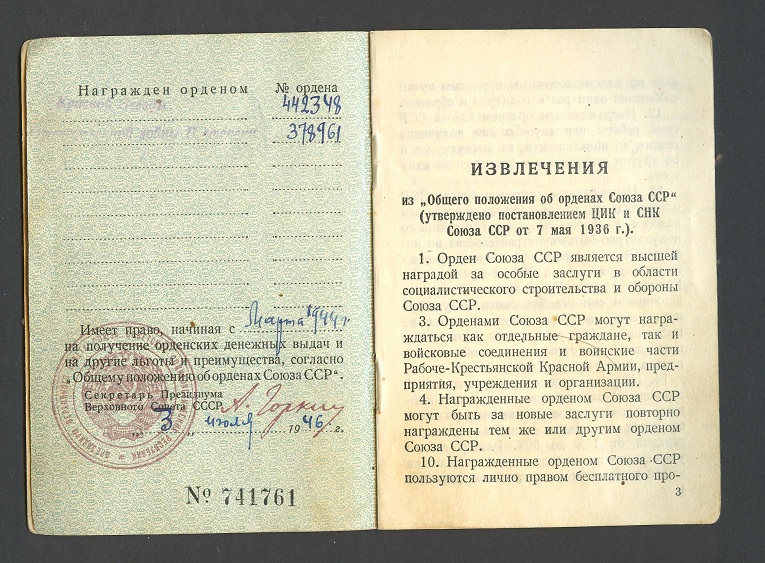 Награжден орденом № ордена
Красной Звезды 442348
Отечественной войны II степени 378961
Имеет право, начиная с Марта 1944 г.
на получение орденских денежных выдач и
на другие льготы и преимущества, согласно
„Общему положению об орденах Союза ССР“.
Секретарь Президиума
Верховного Совета СССР А. Горкин
„3„ июля 1946 г.
№ 741761
ИЗВЛЕЧЕНИЯ
из „Общего положения об орденах Союза ССР“
(утверждено постановлением ЦИК и СНК
Союза ССР от 7 мая 1936 г.).
1. Орден Союза ССР является высшей
наградой за особые заслуги в области
социалистического строительства и обороны
Союза ССР.
3. Орденами Союза ССР могут награ-
ждаться как отдельные граждане, так и
войсковые соединения и воинские части
Рабоче-Крестьянской Красной Армии, пред-
приятия, учреждения и организации.
4. Награжденные орденом Союза ССР
могут быть за новые заслуги повторно
награждены тем же или другим орденом
Союза ССР.
10. Награжденные орденом Союза ССР
пользуются лично правом бесплатного про-
3